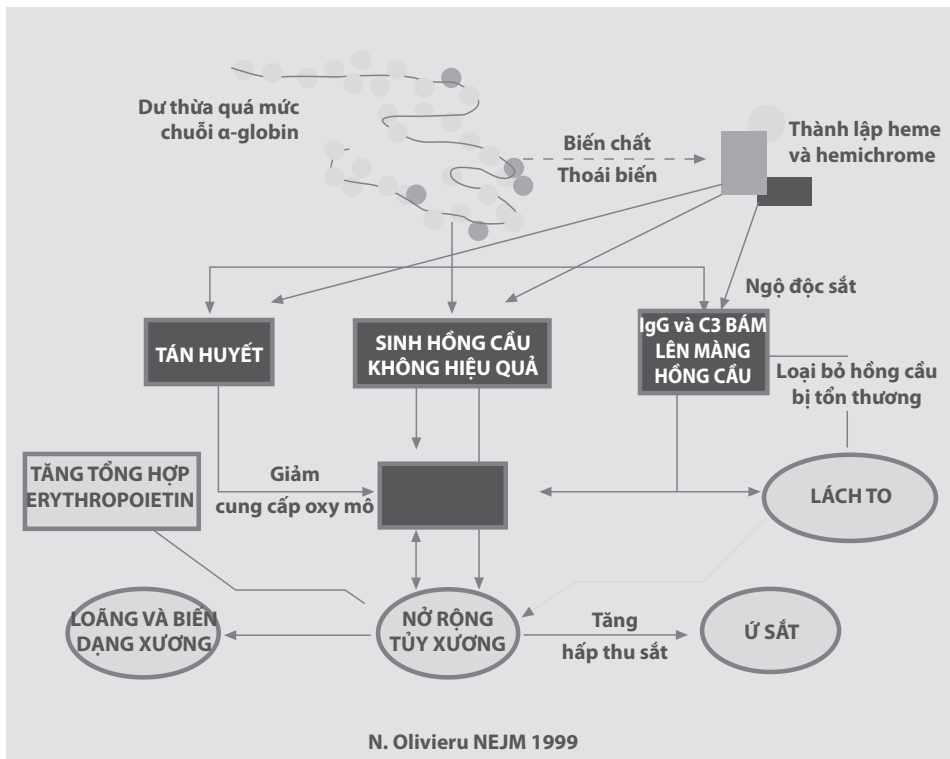 Dư thừa quá mức
chuỗi α-globin
Biến chất
Thoái biến
Thành lập heme
và hemichrome
Ngộ độc sắt
TÁN HUYẾT
SINH HỒNG CẦU
KHÔNG HIỆU QUẢ
IgG và C3 BÁM
LÊN MÀNG
HỒNG CẦU
Loại bỏ hồng cầu
bị tổn thương
TĂNG TỔNG HỢP
ERYTHROPOIETIN
Giảm
cung cấp oxy mô
LÁCH TO
LOÃNG VÀ BIẾN
DẠNG XƯƠNG
NỞ RỘNG
TỦY XƯƠNG
Tăng
hấp thu sắt
Ứ SẮT
N. Olivieru NEJM 1999